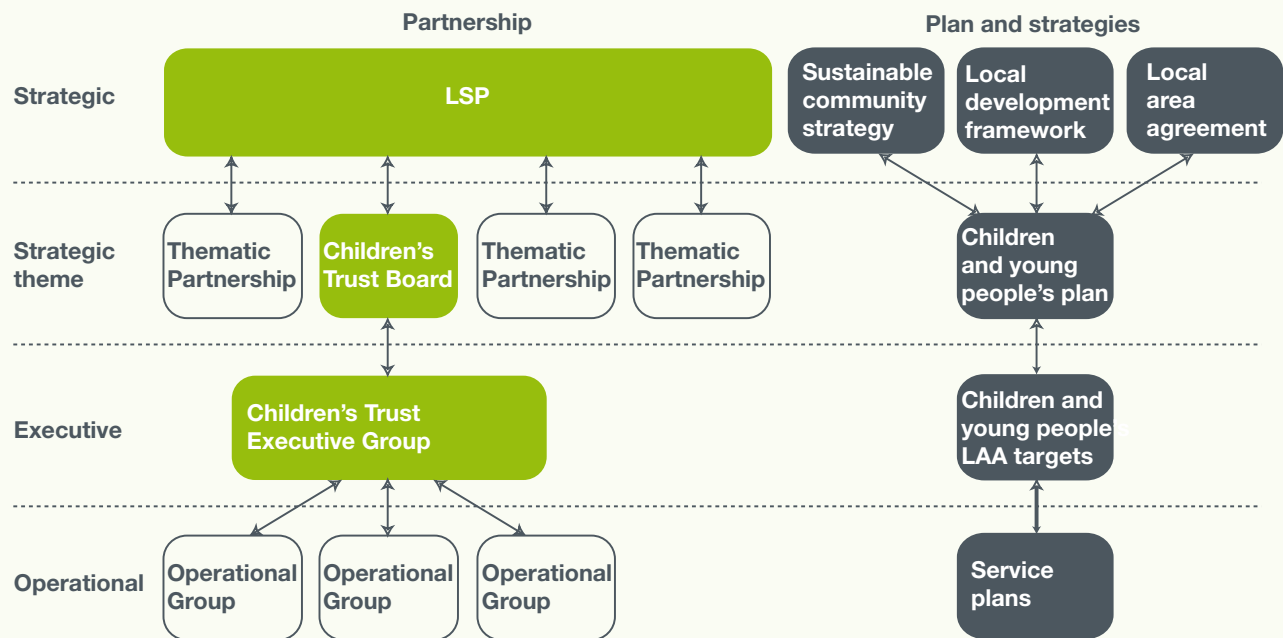 Partnership
Plan and strategies
Strategic
LSP
Sustainable
community
strategy
Local
development
framework
Local
area
agreement
Strategic
theme
Thematic
Partnership
Children's
Trust Board
Thematic
Partnership
Thematic
Partnership
Children
and young
people's plan
Executive
Children's Trust
Executive Group
Children and
young people's
LAA targets
Operational
Operational
Group
Operational
Group
Operational
Group
Service
plans